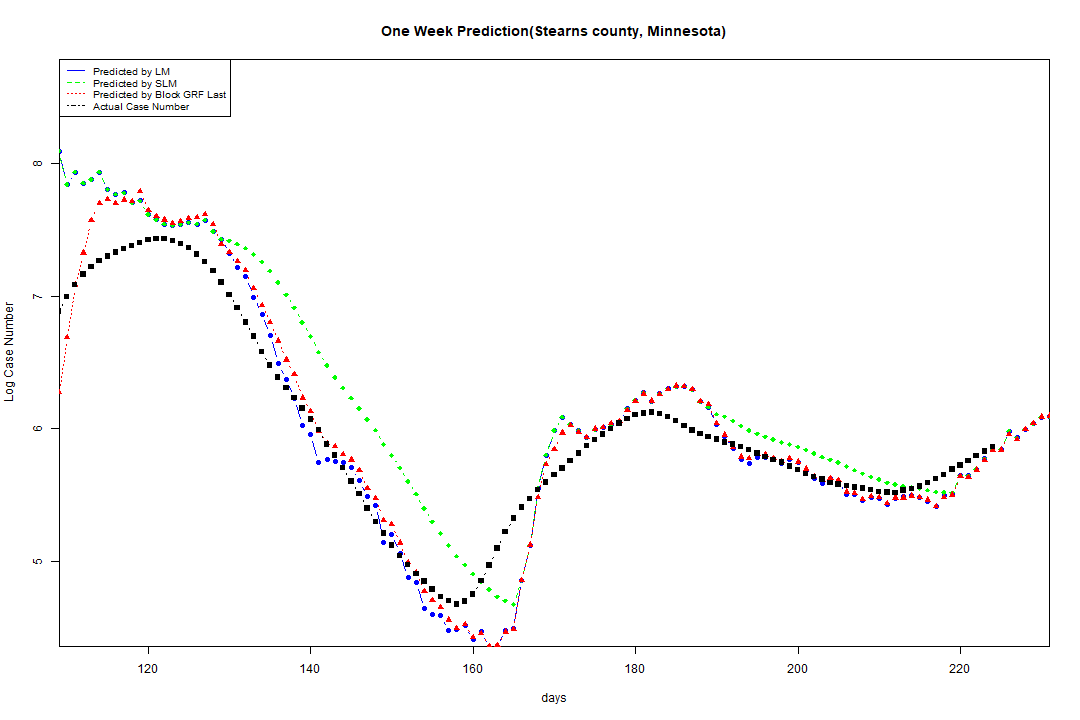 One Week Prediction(Stearns county, Minnesota)
Predicted by LM
Predicted by SLM
Predicted by Block GRF Last
Actual Case Number
8
7
6
5
Log Case Number
120 140 160 180 200 220
days